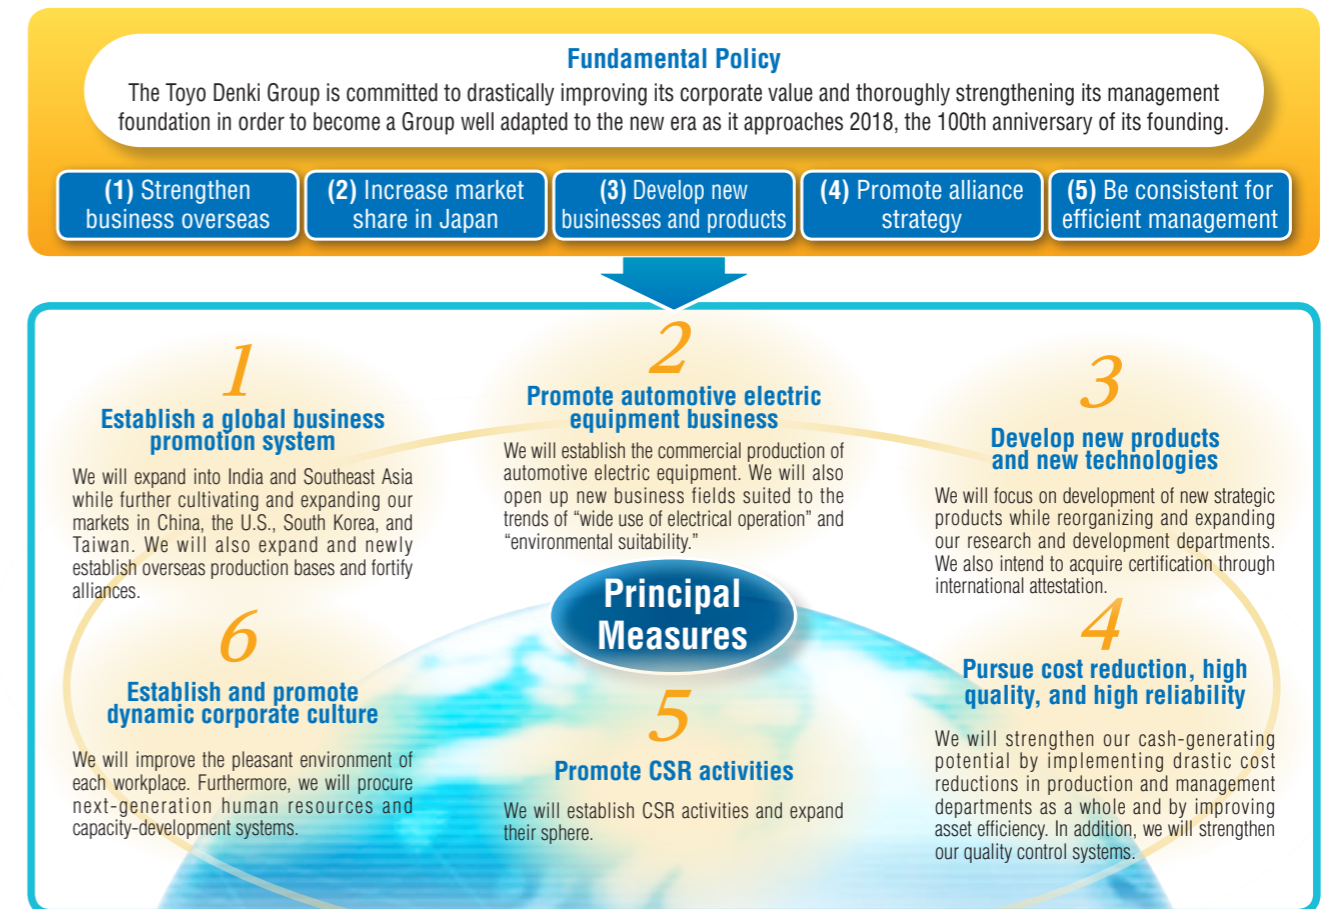 Fundamental Policy
The Toyo Denki Group is committed to drastically improving its corporate value and thoroughly strengthening its management
foundation in order to become a Group well adapted to the new era as it approaches 2018, the 100th anniversary of its founding.
(1) Strengthen
business overseas
(2) Increase market
share in Japan
(3) Develop new
businesses and products
(4) Promote alliance
strategy
(5) Be consistent for
efficient management
1
Establish a global business
promotion system
We will expand into India and Southeast Asia
while further cultivating and expanding our
markets in China, the U.S., South Korea, and
Taiwan. We will also expand and newly
establish overseas production bases and fortify
alliances.
2
Promote automotive electric
equipment business
We will establish the commercial production of
automotive electric equipment. We will also
open up new business fields suited to the
trends of “wide use of electrical operation” and
“environmental suitability.”
3
Develop new products
and new technologies
We will focus on development of new strategic
products while reorganizing and expanding
our research and development departments.
We also intend to acquire certification through
international attestation.
Principal
Measures
4
Pursue cost reduction, high
quality, and high reliability
We will strengthen our cash-generating
potential by implementing drastic cost
reductions in production and management
departments as a whole and by improving
asset efficiency. In addition, we will strengthen
our quality control systems.
5
Promote CSR activities
We will establish CSR activities and expand
their sphere.
6
Establish and promote
dynamic corporate culture
We will improve the pleasant environment of
each workplace. Furthermore, we will procure
next-generation human resources and
capacity-development systems.